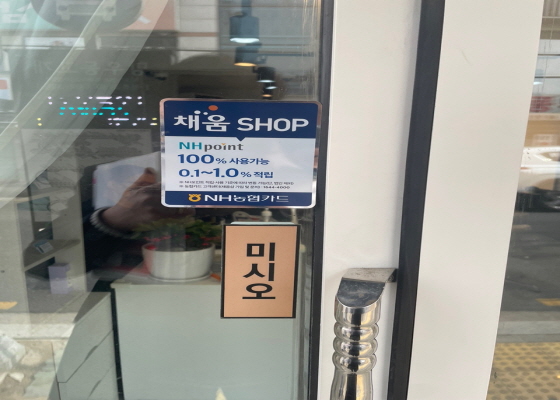 채움 SHOP
NHpoint
100% 사용가능
0.1~1.0% 적립
NH농협카드
미시오